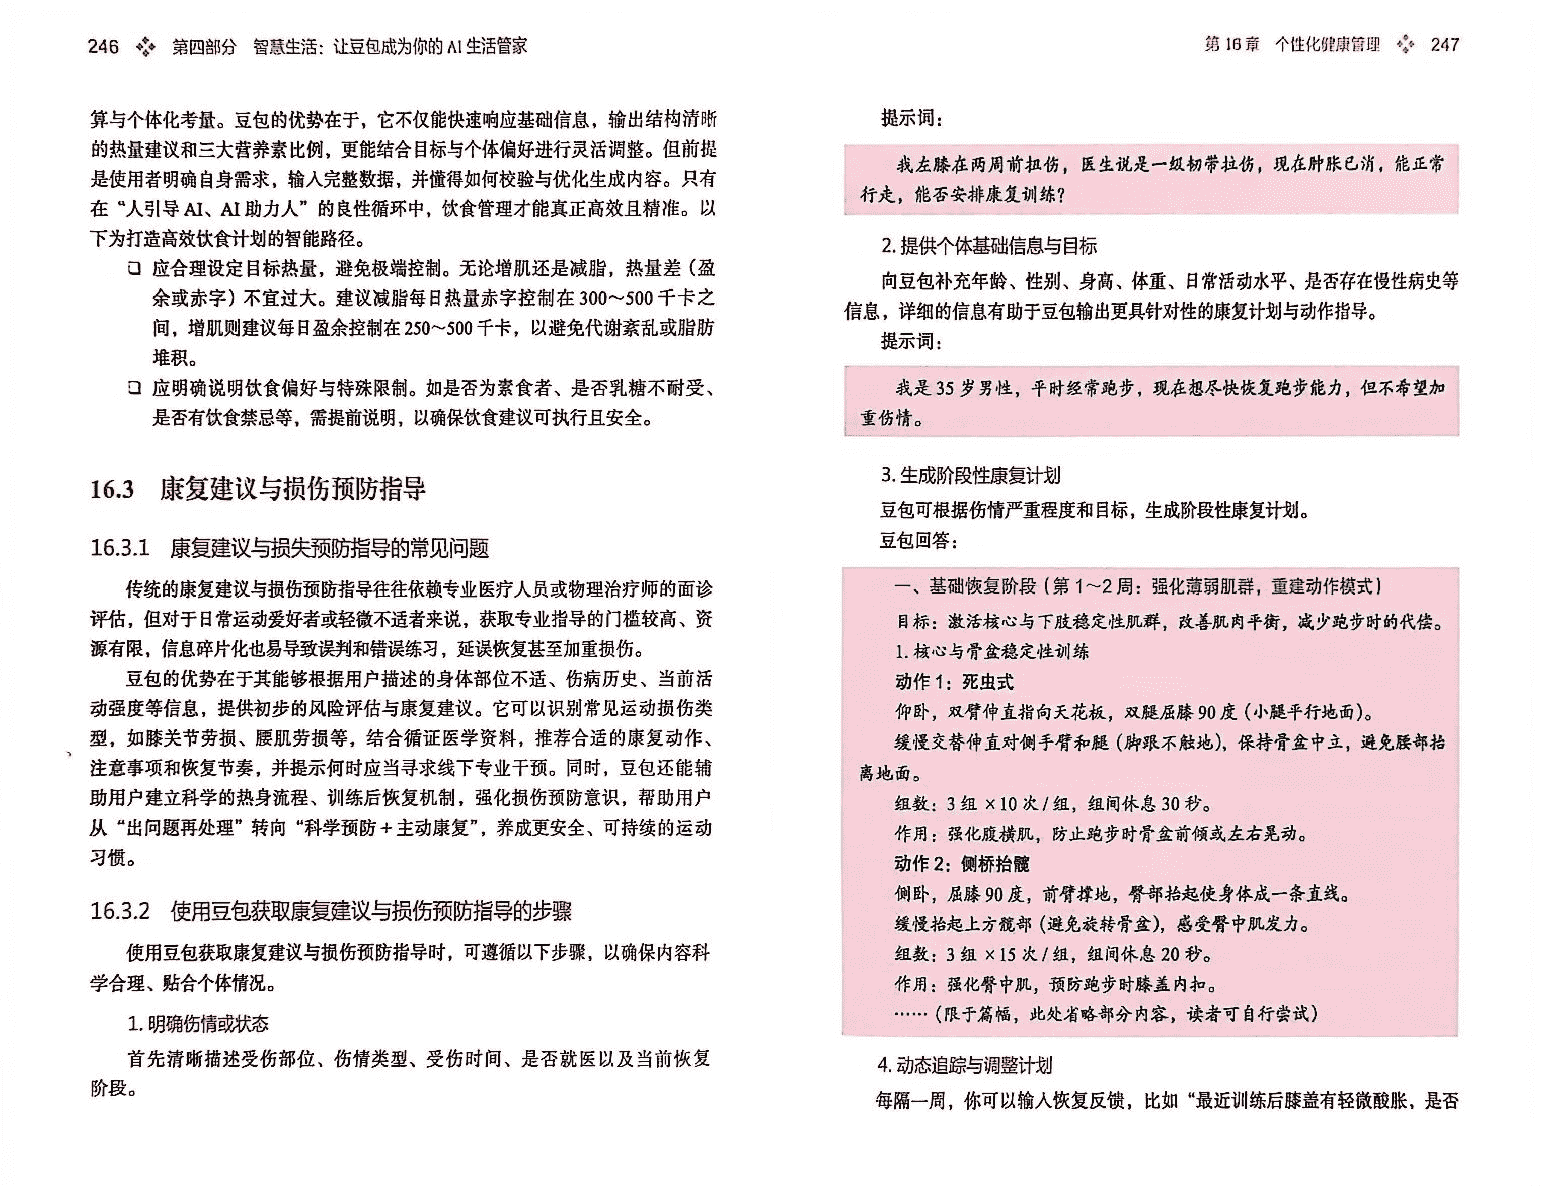 246 第四部分 智慧生活：让豆包成为你的 AI 生活管家
算与个体化考量。豆包的优势在于，它不仅能快速响应基础信息，输出结构清晰
的热量建议和三大营养素比例，更能结合目标与个体偏好进行灵活调整。但前提
是使用者明确自身需求，输入完整数据，并懂得如何校验与优化生成内容。只有
在“人引导 AI、AI 助力人”的良性循环中，饮食管理才能真正高效且精准。以
下为打造高效饮食计划的智能路径。
❑ 应合理设定目标热量，避免极端控制。无论增肌还是减脂，热量差（盈
余或赤字）不宜过大。建议减脂每日热量赤字控制在 300～500 千卡之
间，增肌则建议每日盈余控制在 250～500 千卡，以避免代谢紊乱或脂肪
堆积。
❑ 应明确说明饮食偏好与特殊限制。如是否为素食者、是否乳糖不耐受、
是否有饮食禁忌等，需提前说明，以确保饮食建议可执行且安全。
16.3 康复建议与损伤预防指导
16.3.1 康复建议与损失预防指导的常见问题
传统的康复建议与损伤预防指导往往依赖专业医疗人员或物理治疗师的面诊
评估，但对于日常运动爱好者或轻微不适者来说，获取专业指导的门槛较高、资
源有限，信息碎片化也易导致误判和错误练习，延误恢复甚至加重损伤。
豆包的优势在于其能够根据用户描述的身体部位不适、伤病历史、当前活
动强度等信息，提供初步的风险评估与康复建议。它可以识别常见运动损伤类
型，如膝关节劳损、腰肌劳损等，结合循证医学资料，推荐合适的康复动作、
注意事项和恢复节奏，并提示何时应当寻求线下专业干预。同时，豆包还能辅
助用户建立科学的热身流程、训练后恢复机制，强化损伤预防意识，帮助用户
从“出问题再处理”转向“科学预防＋主动康复”，养成更安全、可持续的运动
习惯。
16.3.2 使用豆包获取康复建议与损伤预防指导的步骤
使用豆包获取康复建议与损伤预防指导时，可遵循以下步骤，以确保内容科
学合理、贴合个体情况。
1. 明确伤情或状态
首先清晰描述受伤部位、伤情类型、受伤时间、是否就医以及当前恢复
阶段。
第 16 章 个性化健康管理 247
提示词：
我左膝在两周前扭伤，医生说是一级韧带拉伤，现在肿胀已消，能正常
行走，能否安排康复训练？
2. 提供个体基础信息与目标
向豆包补充年龄、性别、身高、体重、日常活动水平、是否存在慢性病史等
信息，详细的信息有助于豆包输出更具针对性的康复计划与动作指导。
提示词：
我是 35 岁男性，平时经常跑步，现在想尽快恢复跑步能力，但不希望加
重伤情。
3. 生成阶段性康复计划
豆包可根据伤情严重程度和目标，生成阶段性康复计划。
豆包回答：
一、基础恢复阶段（第 1～2 周：强化薄弱肌群，重建动作模式）
目标：激活核心与下肢稳定性肌群，改善肌肉平衡，减少跑步时的代偿。
1. 核心与骨盆稳定性训练
动作 1：死虫式
仰卧，双臂伸直指向天花板，双腿屈膝 90 度（小腿平行地面）。
缓慢交替伸直对侧手臂和腿（脚跟不触地），保持骨盆中立，避免腰部抬
离地面。
组数：3 组 ×10 次 / 组，组间休息 30 秒。
作用：强化腹横肌，防止跑步时骨盆前倾或左右晃动。
动作 2：侧桥抬髋
侧卧，屈膝 90 度，前臂撑地，臀部抬起使身体成一条直线。
缓慢抬起上方髋部（避免旋转骨盆），感受臀中肌发力。
组数：3 组 ×15 次 / 组，组间休息 20 秒。
作用：强化臀中肌，预防跑步时膝盖内扣。
……（限于篇幅，此处省略部分内容，读者可自行尝试）
4. 动态追踪与调整计划
每隔一周，你可以输入恢复反馈，比如“最近训练后膝盖有轻微酸胀，是否